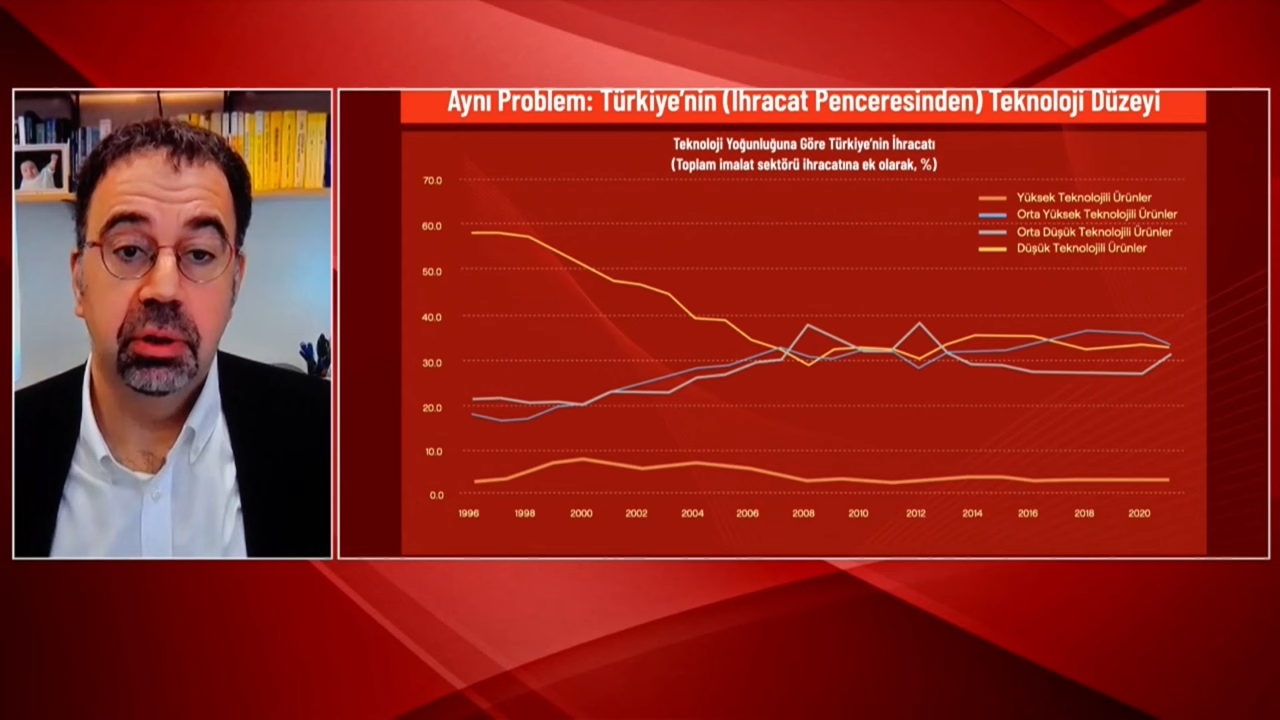 Aynı Problem: Türkiye'nin (İhracat Penceresinden) Teknoloji Düzeyi
Teknoloji Yoğunluğuna Göre Türkiye'nin İhracatı
(Toplam imalat sektörü ihracatına ek olarak, %)
70.0
60.0
50.0
40.0
30.0
20.0
10.0
0.0
Yüksek Teknolojili Ürünler
Orta Yüksek Teknolojili Ürünler
Orta Düşük Teknolojili Ürünler
Düşük Teknolojili Ürünler
1996 1998 2000 2002 2004 2006 2008 2010 2012 2014 2016 2018 2020